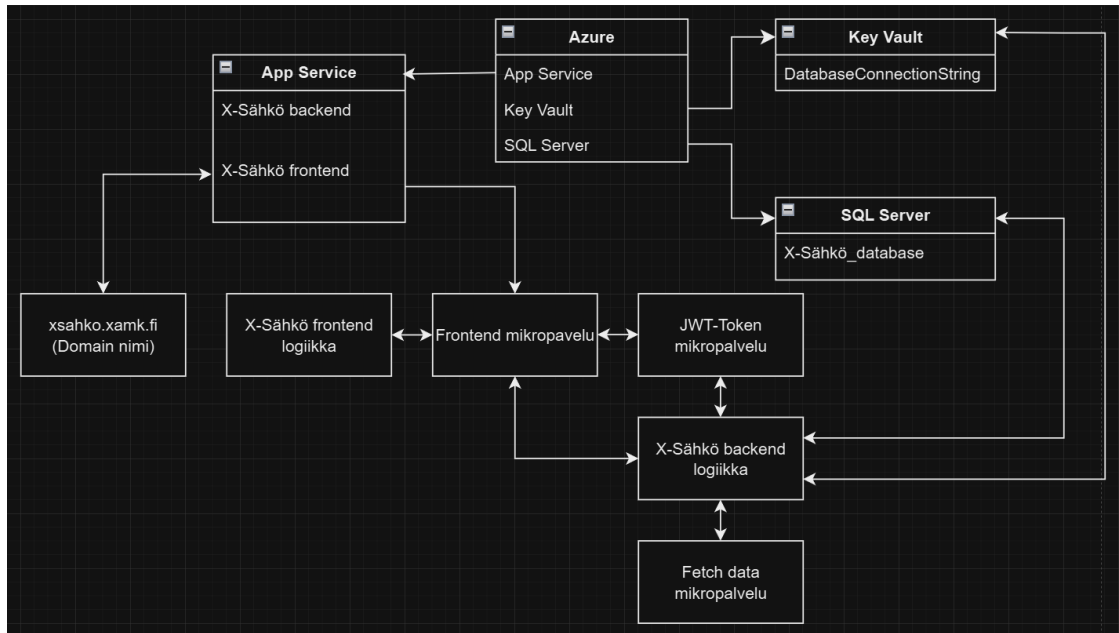 Azure
App Service
Key Vault
SQL Server
Key Vault
DatabaseConnectionString
App Service
X-Sähkö backend
X-Sähkö frontend
SQL Server
X-Sähkö_database
xsahko.xamk.fi
(Domain nimi)
X-Sähkö frontend
logiikka
Frontend mikropavelu
JWT-Token
mikropalvelu
X-Sähkö backend
logiikka
Fetch data
mikropalvelu